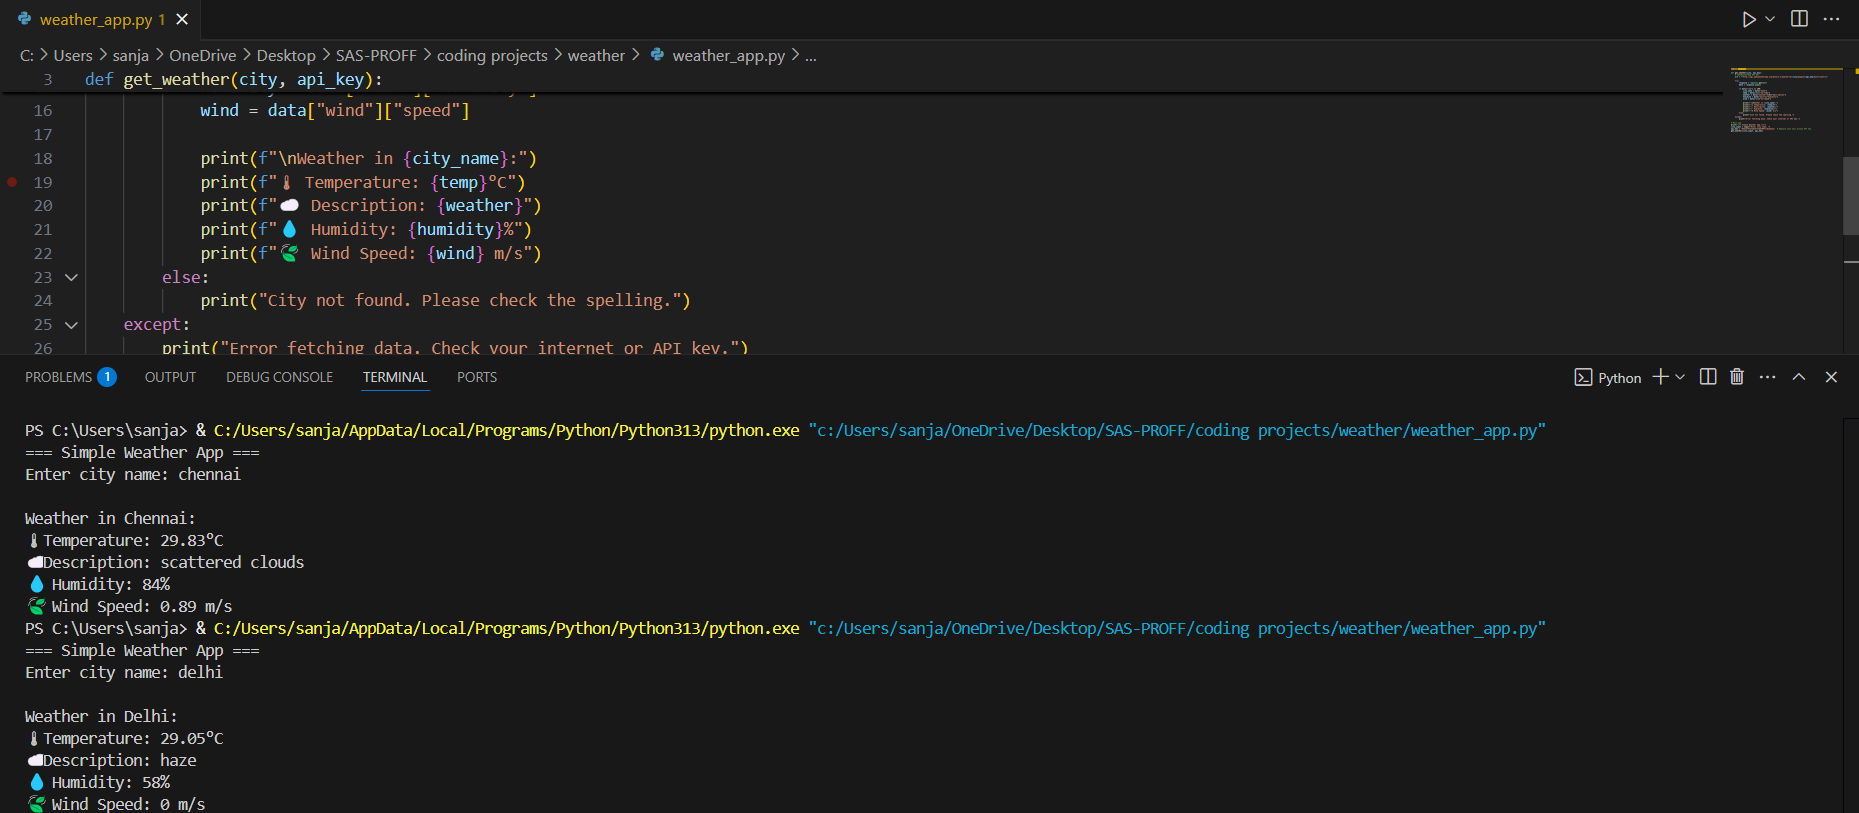 weather_app.py 1
C: > Users > sanja > OneDrive > Desktop > SAS-PROFF > coding projects > weather > weather_app.py > ...
3 def get_weather(city, api_key):
16 wind = data["wind"]["speed"]
17
18 print(f"\nWeather in {city_name}:")
19 print(f"🌡 Temperature: {temp}°C")
20 print(f"☁ Description: {weather}")
21 print(f"💧 Humidity: {humidity}%")
22 print(f"🍃 Wind Speed: {wind} m/s")
23 else:
24 print("City not found. Please check the spelling.")
25 except:
26 print("Error fetching data. Check your internet or API key.")
PROBLEMS 1 OUTPUT DEBUG CONSOLE TERMINAL PORTS Python
PS C:\Users\sanja> & C:/Users/sanja/AppData/Local/Programs/Python/Python313/python.exe "c:/Users/sanja/OneDrive/Desktop/SAS-PROFF/coding projects/weather/weather_app.py"
=== Simple Weather App ===
Enter city name: chennai
Weather in Chennai:
🌡Temperature: 29.83°C
☁Description: scattered clouds
💧 Humidity: 84%
🍃 Wind Speed: 0.89 m/s
PS C:\Users\sanja> & C:/Users/sanja/AppData/Local/Programs/Python/Python313/python.exe "c:/Users/sanja/OneDrive/Desktop/SAS-PROFF/coding projects/weather/weather_app.py"
=== Simple Weather App ===
Enter city name: delhi
Weather in Delhi:
🌡Temperature: 29.05°C
☁Description: haze
💧 Humidity: 58%
🍃 Wind Speed: 0 m/s